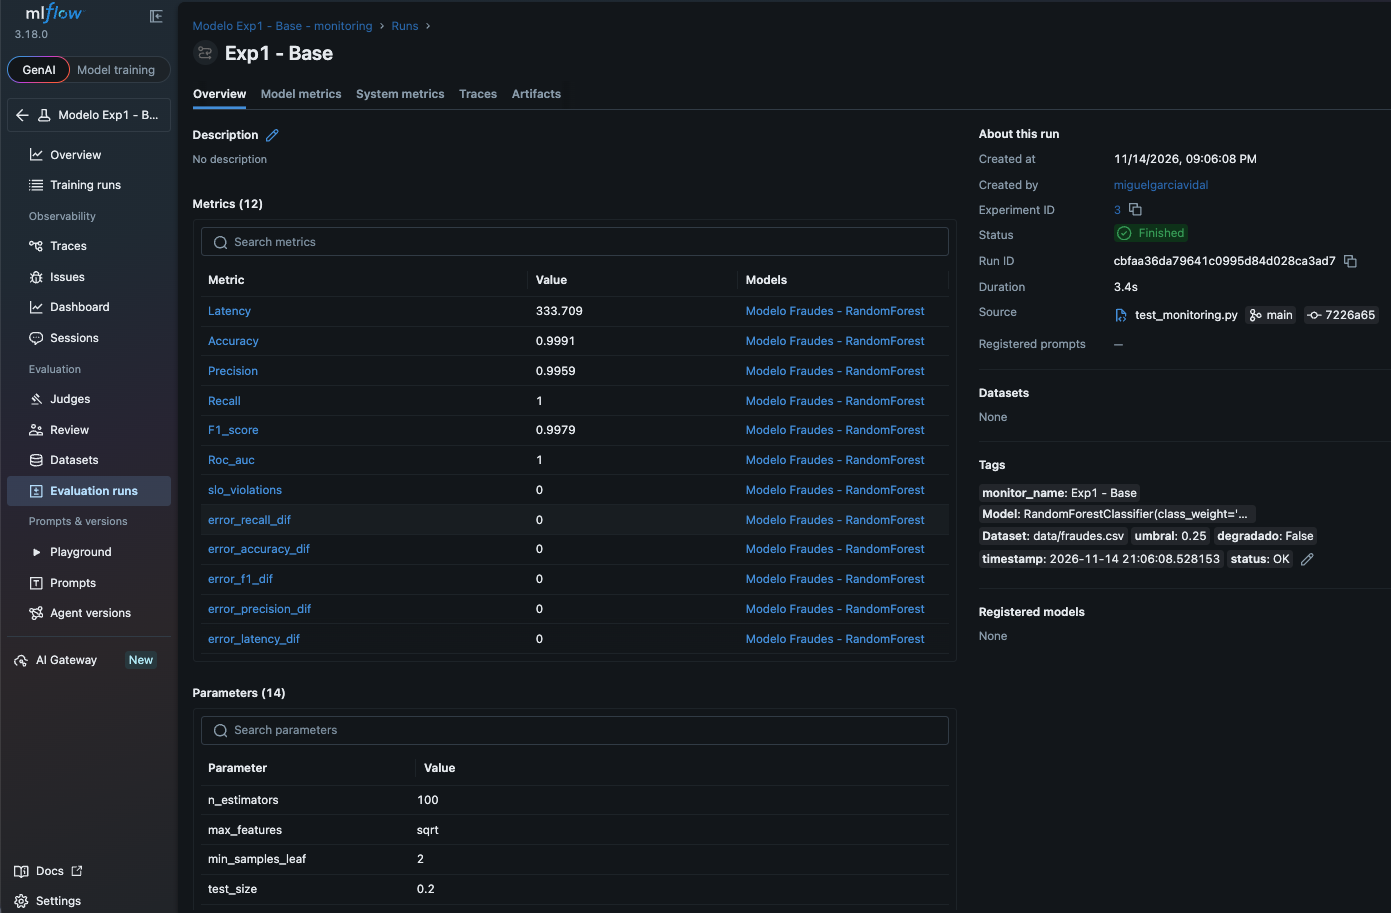 mlflow
3.18.0
GenAI
Model training
Modelo Exp1 - B...
Overview
Training runs
Observability
Traces
Issues
Dashboard
Sessions
Evaluation
Judges
Review
Datasets
Evaluation runs
Prompts & versions
Playground
Prompts
Agent versions
AI Gateway New
Docs
Settings
Modelo Exp1 - Base - monitoring > Runs >
Exp1 - Base
Overview Model metrics System metrics Traces Artifacts
Description
No description
Metrics (12)
Search metrics
Metric Value Models
Latency 333.709 Modelo Fraudes - RandomForest
Accuracy 0.9991 Modelo Fraudes - RandomForest
Precision 0.9959 Modelo Fraudes - RandomForest
Recall 1 Modelo Fraudes - RandomForest
F1_score 0.9979 Modelo Fraudes - RandomForest
Roc_auc 1 Modelo Fraudes - RandomForest
slo_violations 0 Modelo Fraudes - RandomForest
error_recall_dif 0 Modelo Fraudes - RandomForest
error_accuracy_dif 0 Modelo Fraudes - RandomForest
error_f1_dif 0 Modelo Fraudes - RandomForest
error_precision_dif 0 Modelo Fraudes - RandomForest
error_latency_dif 0 Modelo Fraudes - RandomForest
Parameters (14)
Search parameters
Parameter Value
n_estimators 100
max_features sqrt
min_samples_leaf 2
test_size 0.2
About this run
Created at 11/14/2026, 09:06:08 PM
Created by miguelgarciavidal
Experiment ID 3
Status Finished
Run ID cbfaa36da79641c0995d84d028ca3ad7
Duration 3.4s
Source test_monitoring.py main 7226a65
Registered prompts —
Datasets
None
Tags
monitor_name: Exp1 - Base
Model: RandomForestClassifier(class_weight='...
Dataset: data/fraudes.csv umbral: 0.25 degradado: False
timestamp: 2026-11-14 21:06:08.528153 status: OK
Registered models
None